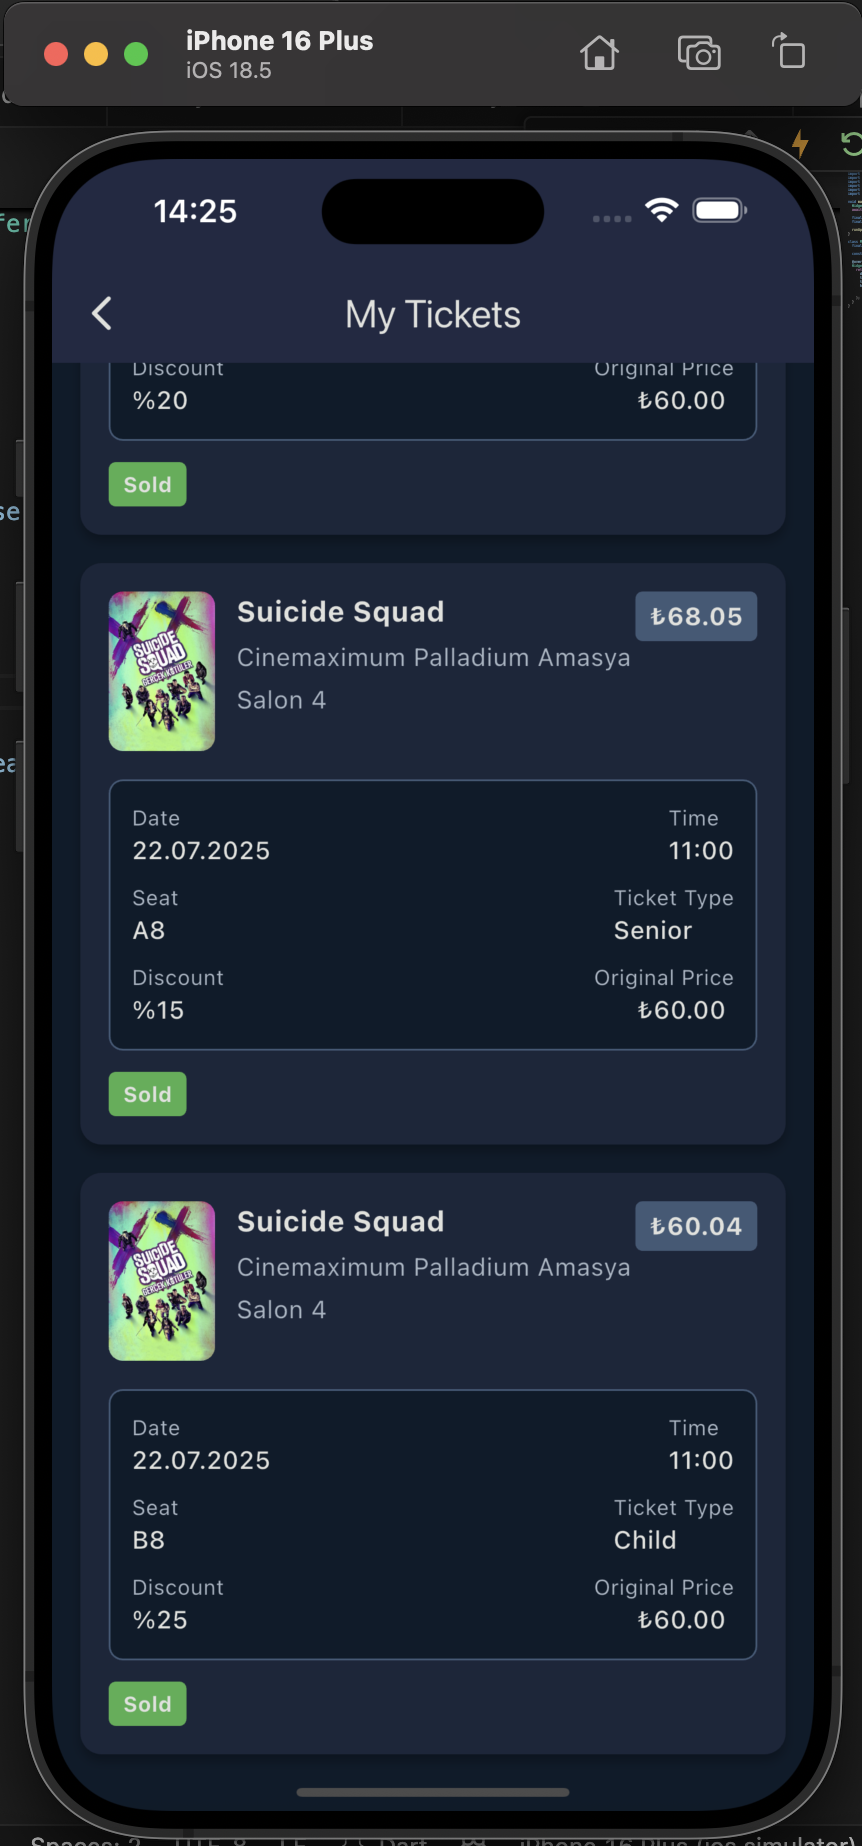 iPhone 16 Plus
iOS 18.5
14:25
My Tickets
Discount Original Price
%20 ₺60.00
Sold
Suicide Squad ₺68.05
Cinemaximum Palladium Amasya
Salon 4
SUICIDE
SQUAD
GERÇEK KÖTÜLER
Date Time
22.07.2025 11:00
Seat Ticket Type
A8 Senior
Discount Original Price
%15 ₺60.00
Sold
Suicide Squad ₺60.04
Cinemaximum Palladium Amasya
Salon 4
SUICIDE
SQUAD
GERÇEK KÖTÜLER
Date Time
22.07.2025 11:00
Seat Ticket Type
B8 Child
Discount Original Price
%25 ₺60.00
Sold